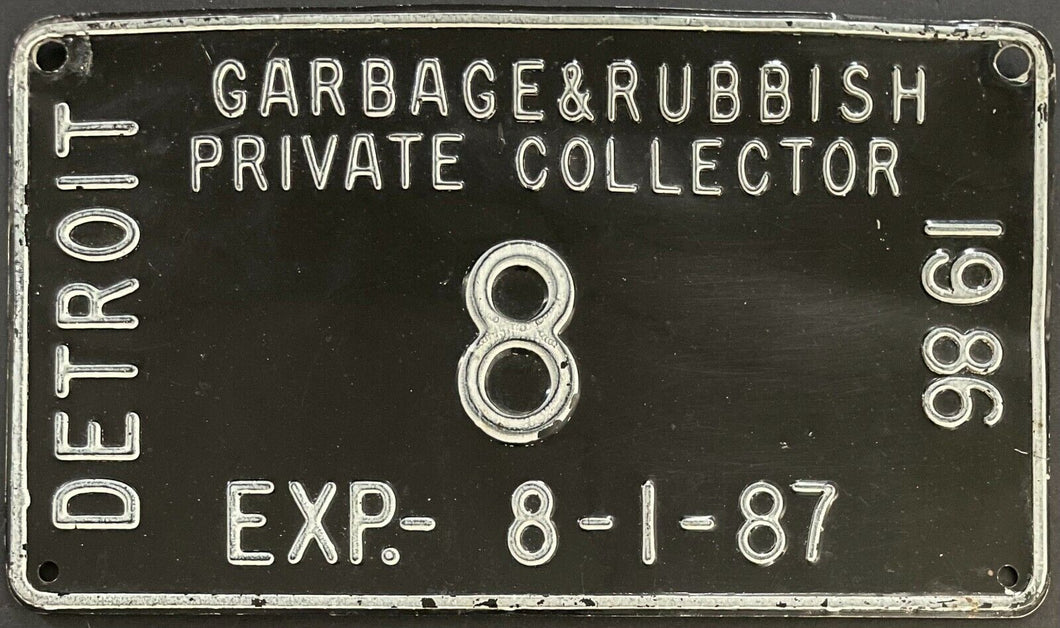 GARBAGE&RUBBISH
PRIVATE COLLECTOR
DETROIT
8
1986
EXP.- 8-1-87